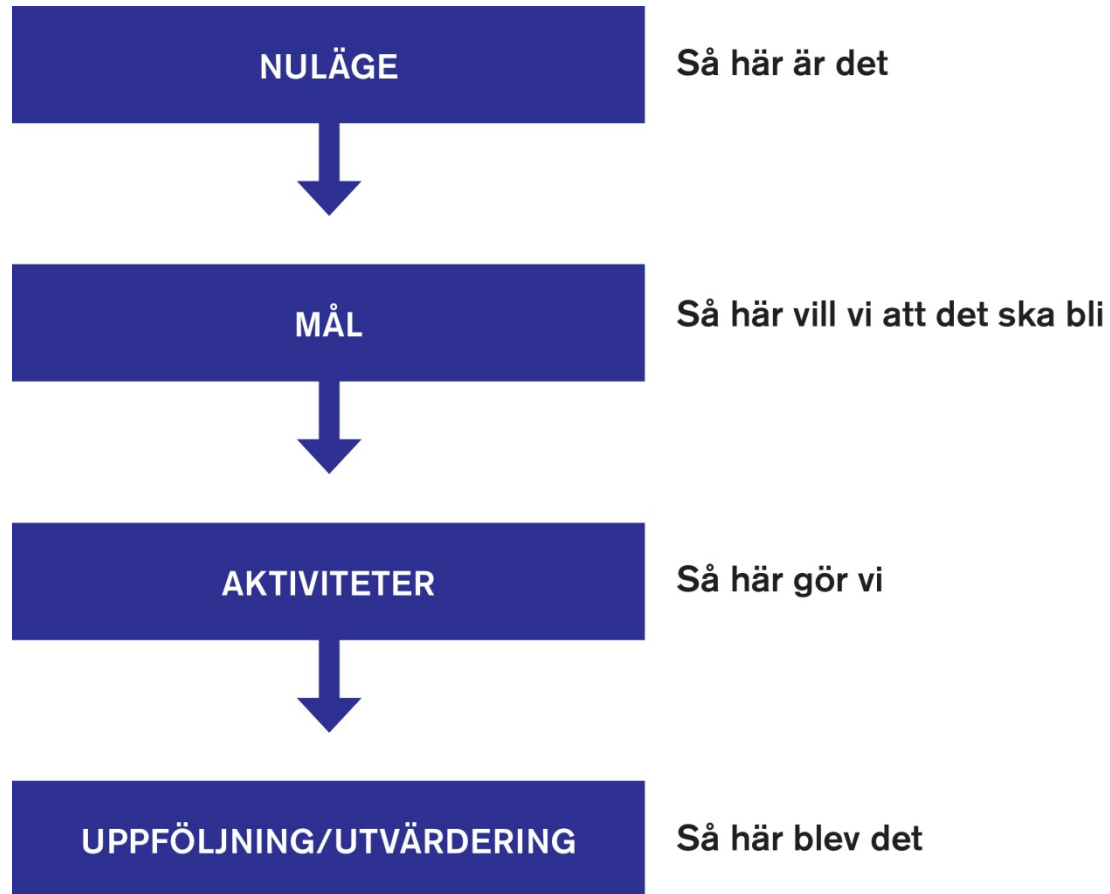 NULÄGE
Så här är det
MÅL
Så här vill vi att det ska bli
AKTIVITETER
Så här gör vi
UPPFÖLJNING/UTVÄRDERING
Så här blev det